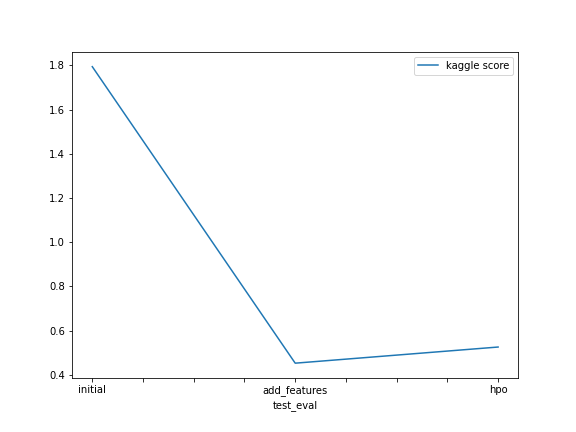 kaggle score
1.8
1.6
1.4
1.2
1.0
0.8
0.6
0.4
initial
add_features
hpo
test_eval